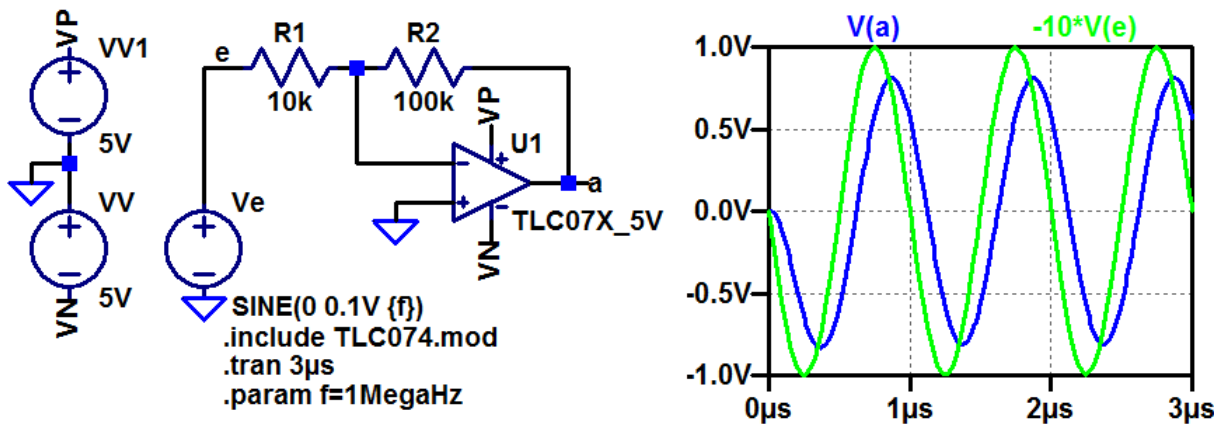 VP
VV1
5V
VV
5V
VN
e
R1
10k
R2
100k
VP
U1
a
TLC07X_5V
VN
Ve
SINE(0 0.1V {f})
.include TLC074.mod
.tran 3µs
.param f=1MegaHz
V(a)
-10*V(e)
1.0V
0.5V
0.0V
-0.5V
-1.0V
0µs
1µs
2µs
3µs